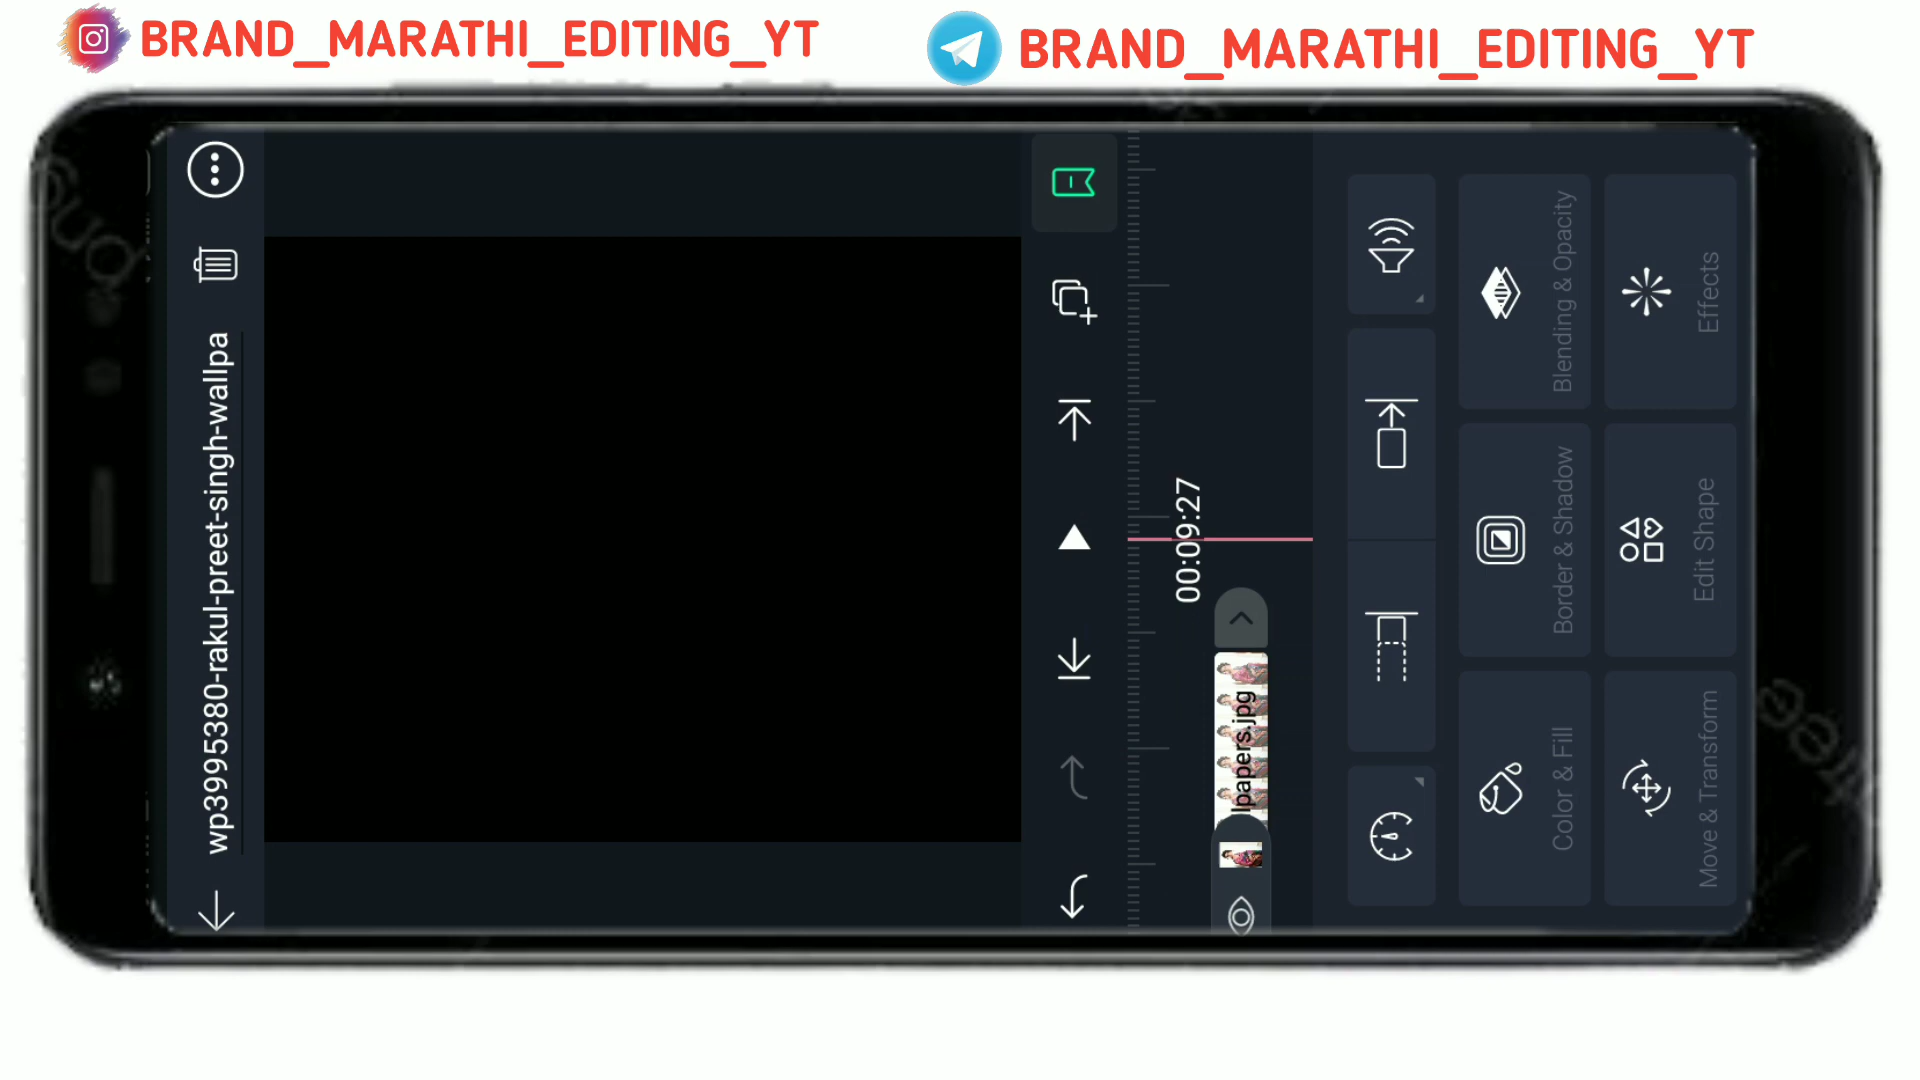 BRAND_MARATHI_EDITING_YT
BRAND_MARATHI_EDITING_YT
wp3995380-rakul-preet-singh-wallpa
00:09:27
lpapers.jpg
Blending & Opacity
Effects
Border & Shadow
Edit Shape
Color & Fill
Move & Transform